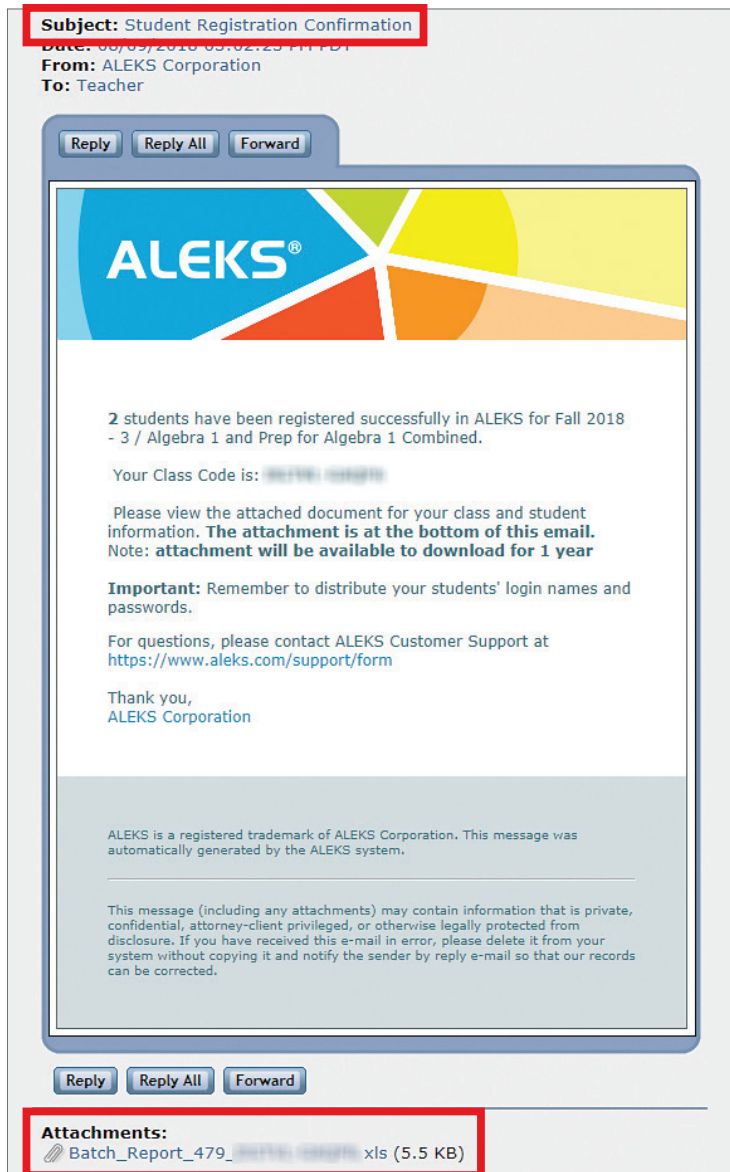 Subject: Student Registration Confirmation
Date: 08/09/2018 03:02:23 PM PDT
From: ALEKS Corporation
To: Teacher
Reply Reply All Forward
ALEKS®
2 students have been registered successfully in ALEKS for Fall 2018
- 3 / Algebra 1 and Prep for Algebra 1 Combined.
Your Class Code is:
Please view the attached document for your class and student
information. The attachment is at the bottom of this email.
Note: attachment will be available to download for 1 year
Important: Remember to distribute your students' login names and
passwords.
For questions, please contact ALEKS Customer Support at
https://www.aleks.com/support/form
Thank you,
ALEKS Corporation
ALEKS is a registered trademark of ALEKS Corporation. This message was
automatically generated by the ALEKS system.
This message (including any attachments) may contain information that is private,
confidential, attorney-client privileged, or otherwise legally protected from
disclosure. If you have received this e-mail in error, please delete it from your
system without copying it and notify the sender by reply e-mail so that our records
can be corrected.
Reply Reply All Forward
Attachments:
Batch_Report_479_ xls (5.5 KB)